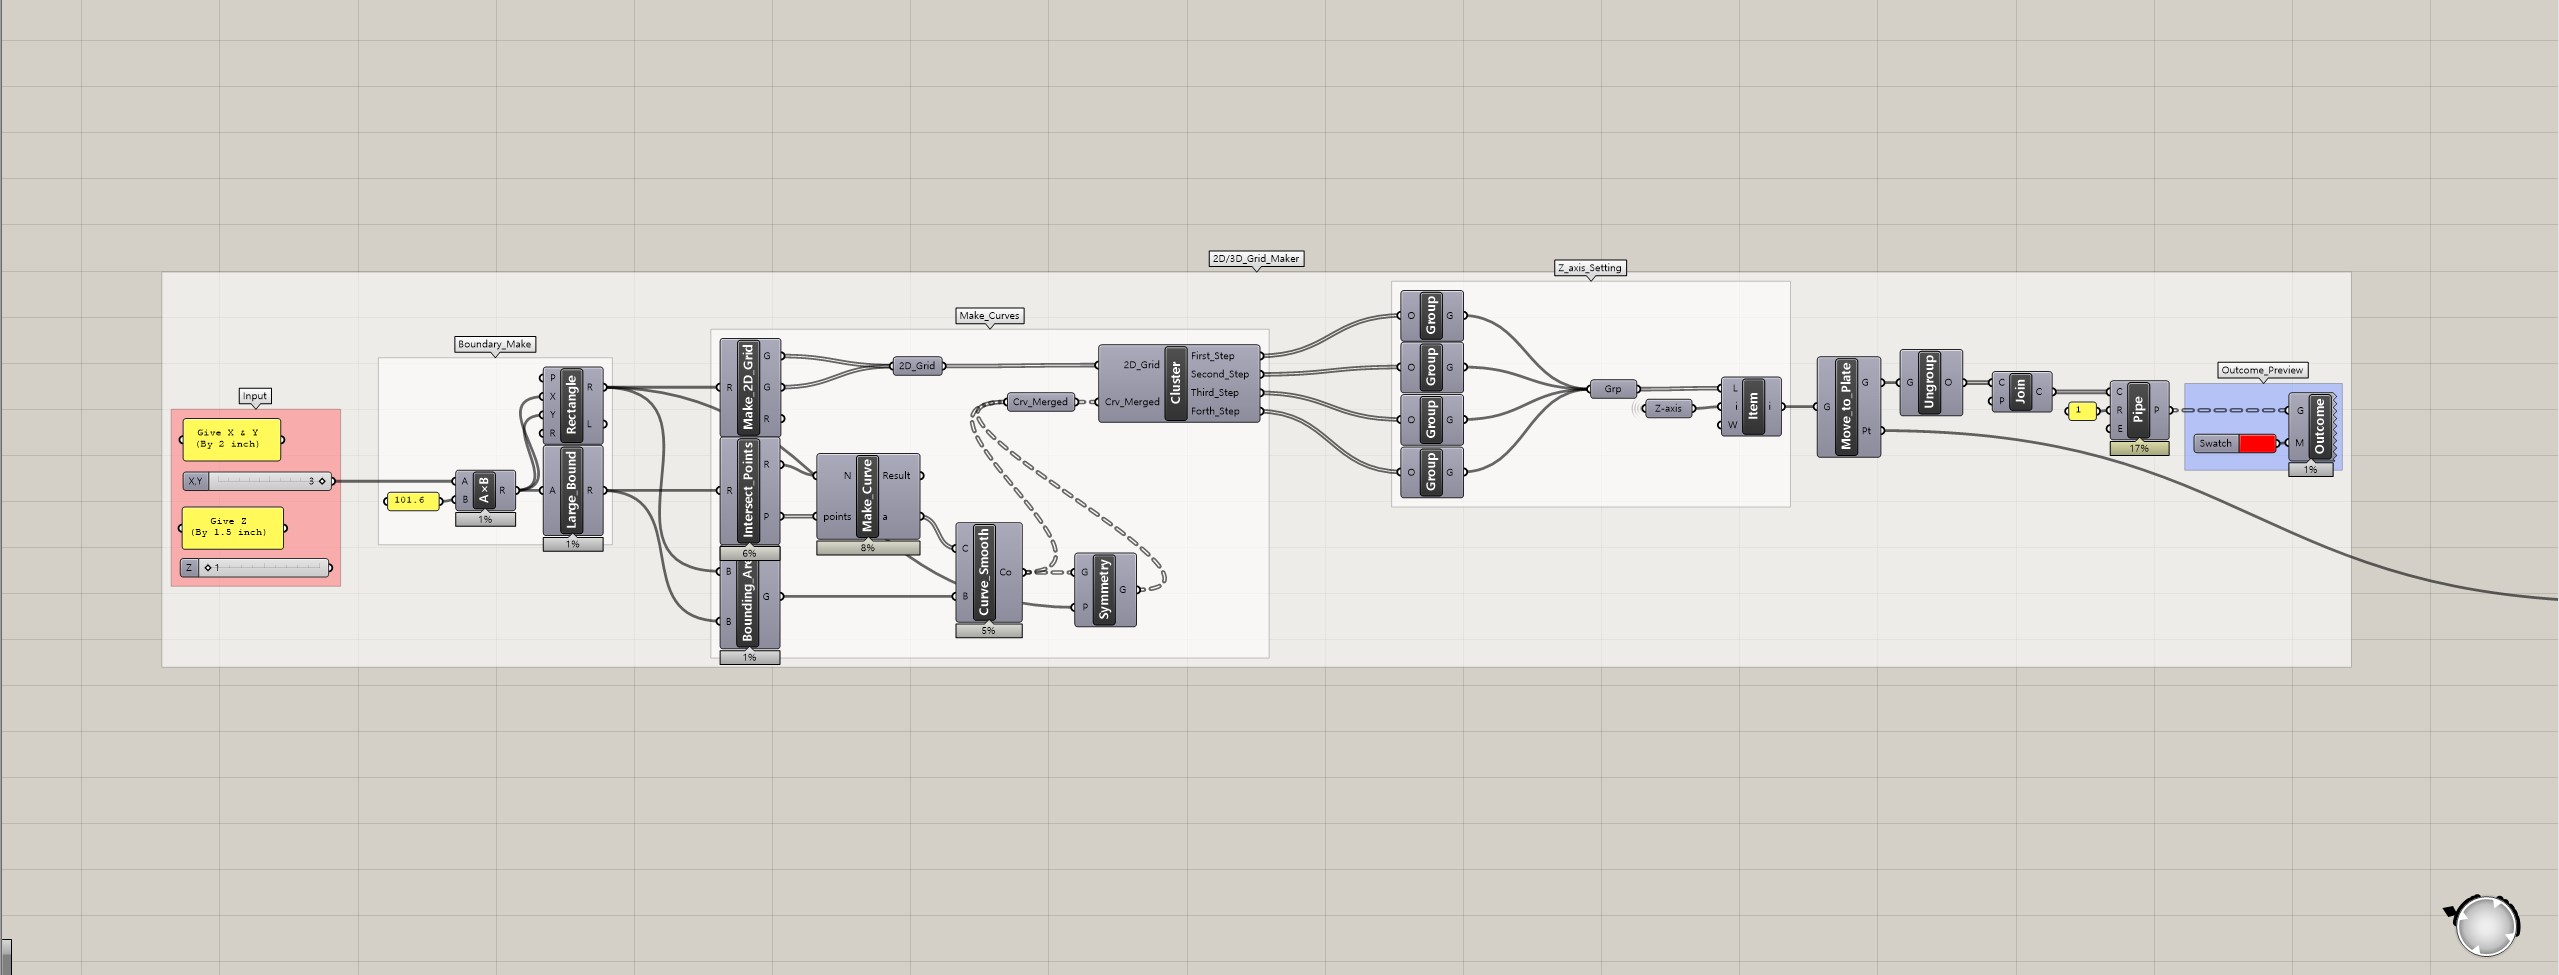 2D/3D_Grid_Maker
Input
Give X & Y
(By 2 inch)
X,Y
3
Give Z
(By 1.5 inch)
Z
1
Boundary_Make
101.6
A
B
A×B
R
1%
P
X
Y
R
Rectangle
R
L
A
Large_Bound
R
1%
Make_Curves
R
Make_2D_Grid
G
G
R
R
Intersect_Points
R
P
6%
B
B
G
1%
2D_Grid
N
points
Make_Curve
Result
a
8%
C
B
Curve_Smooth
Co
5%
G
P
Symmetry
G
Crv_Merged
2D_Grid
Crv_Merged
Cluster
First_Step
Second_Step
Third_Step
Forth_Step
Z_axis_Setting
O
Group
G
O
Group
G
O
Group
G
O
Group
G
Grp
Z-axis
L
i
W
Item
i
G
Move_to_Plate
G
Pt
G
Ungroup
O
C
P
Join
C
1
C
R
E
Pipe
P
17%
Outcome_Preview
Swatch
G
M
Outcome
1%